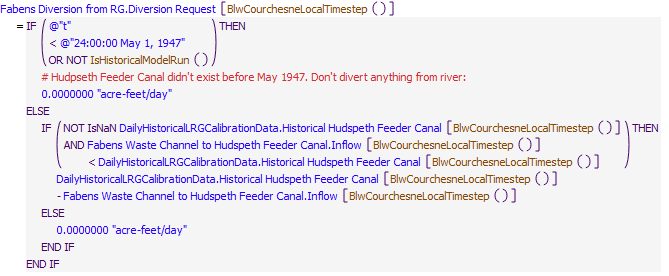 Fabens Diversion from RG.Diversion Request [BlwCourchesneLocalTimestep ()]
= IF ( @"t" ) THEN
< @"24:00:00 May 1, 1947"
OR NOT IsHistoricalModelRun ()
# Hudpseth Feeder Canal didn't exist before May 1947. Don't divert anything from river:
0.0000000 "acre-feet/day"
ELSE
IF ( NOT IsNaN DailyHistoricalLRGCalibrationData.Historical Hudspeth Feeder Canal [BlwCourchesneLocalTimestep ()] ) THEN
AND Fabens Waste Channel to Hudspeth Feeder Canal.Inflow [BlwCourchesneLocalTimestep ()]
< DailyHistoricalLRGCalibrationData.Historical Hudspeth Feeder Canal [BlwCourchesneLocalTimestep ()]
DailyHistoricalLRGCalibrationData.Historical Hudspeth Feeder Canal [BlwCourchesneLocalTimestep ()]
- Fabens Waste Channel to Hudspeth Feeder Canal.Inflow [BlwCourchesneLocalTimestep ()]
ELSE
0.0000000 "acre-feet/day"
END IF
END IF